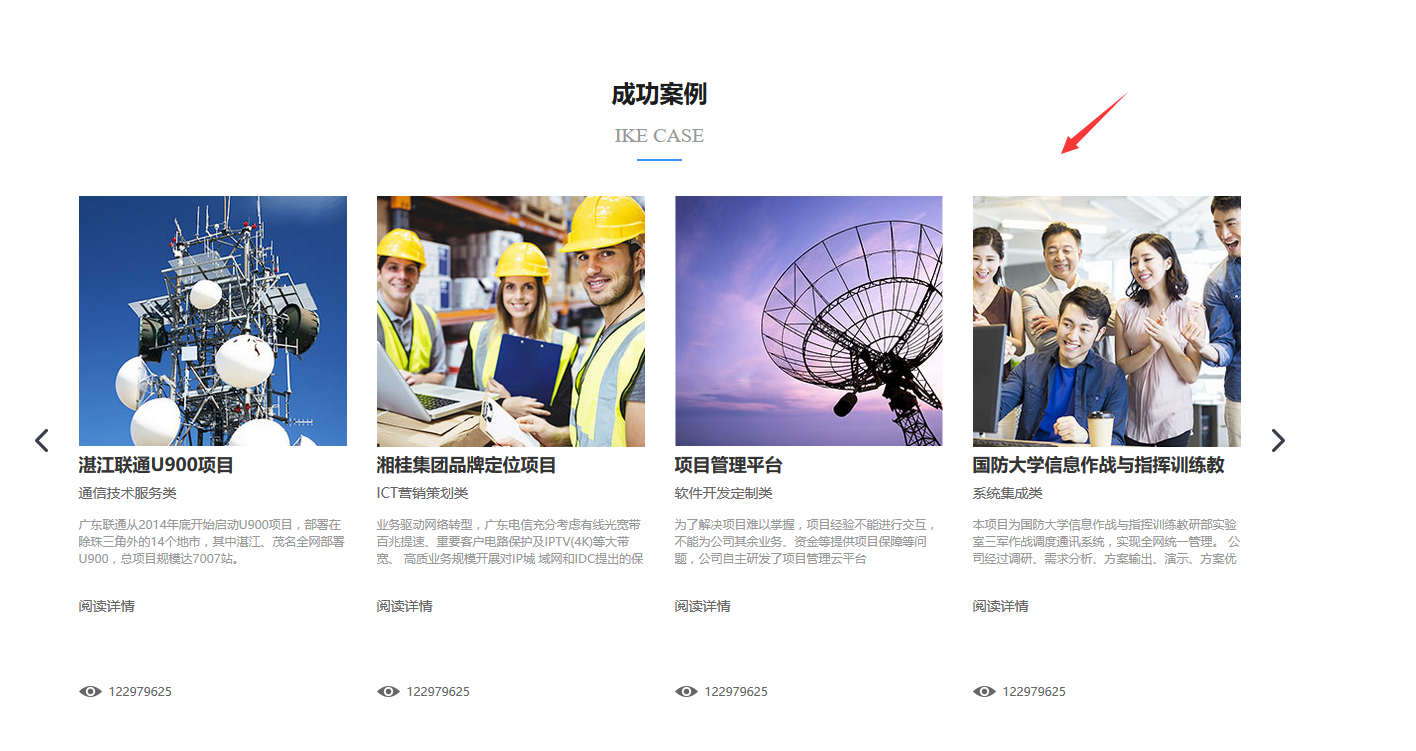 成功案例
IKE CASE
湛江联通U900项目
通信技术服务类
广东联通从2014年底开始启动U900项目，部署在
除珠三角外的14个地市，其中湛江、茂名全网部署
U900，总项目规模达7007站。
阅读详情
122979625
湘桂集团品牌定位项目
ICT营销策划类
业务驱动网络转型，广东电信充分考虑有线光宽带
百兆提速、重要客户电路保护及IPTV(4K)等大带
宽、 高质业务规模开展对IP城 域网和IDC提出的保
阅读详情
122979625
项目管理平台
软件开发定制类
为了解决项目难以掌握，项目经验不能进行交互，
不能为公司其余业务、资金等提供项目保障等问
题，公司自主研发了项目管理云平台
阅读详情
122979625
国防大学信息作战与指挥训练教
系统集成类
本项目为国防大学信息作战与指挥训练教研部实验
室三军作战调度通讯系统，实现全网统一管理。 公
司经过调研、需求分析、方案输出、演示、方案优
阅读详情
122979625